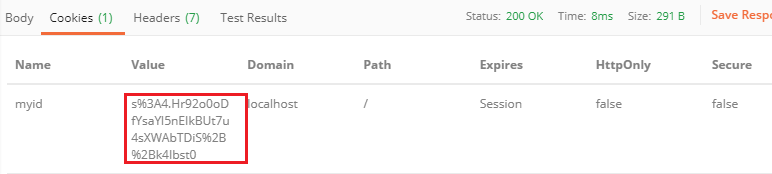 Body Cookies (1) Headers (7) Test Results Status: 200 OK Time: 8ms Size: 291 B Save Respo
Name Value Domain Path Expires HttpOnly Secure
myid s%3A4.Hr92o0oD localhost / Session false false
fYsaYl5nElkBUt7u
4sXWAbTDiS%2B
%2Bk4Ibst0